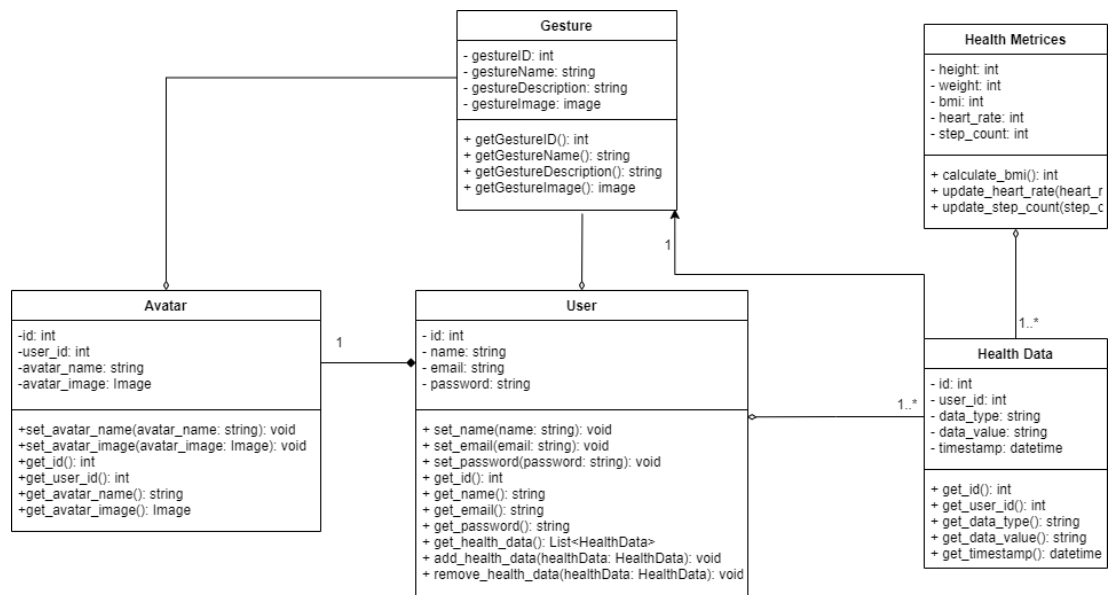 Gesture
- gestureID: int
- gestureName: string
- gestureDescription: string
- gestureImage: image
+ getGestureID(): int
+ getGestureName(): string
+ getGestureDescription(): string
+ getGestureImage(): image
Health Metrices
- height: int
- weight: int
- bmi: int
- heart_rate: int
- step_count: int
+ calculate_bmi(): int
+ update_heart_rate(heart_r
+ update_step_count(step_c
1
1..*
Avatar
-id: int
-user_id: int
-avatar_name: string
-avatar_image: Image
+set_avatar_name(avatar_name: string): void
+set_avatar_image(avatar_image: Image): void
+get_id(): int
+get_user_id(): int
+get_avatar_name(): string
+get_avatar_image(): Image
1
User
- id: int
- name: string
- email: string
- password: string
+ set_name(name: string): void
+ set_email(email: string): void
+ set_password(password: string): void
+ get_id(): int
+ get_name(): string
+ get_email(): string
+ get_password(): string
+ get_health_data(): List<HealthData>
+ add_health_data(healthData: HealthData): void
+ remove_health_data(healthData: HealthData): void
1..*
Health Data
- id: int
- user_id: int
- data_type: string
- data_value: string
- timestamp: datetime
+ get_id(): int
+ get_user_id(): int
+ get_data_type(): string
+ get_data_value(): string
+ get_timestamp(): datetime